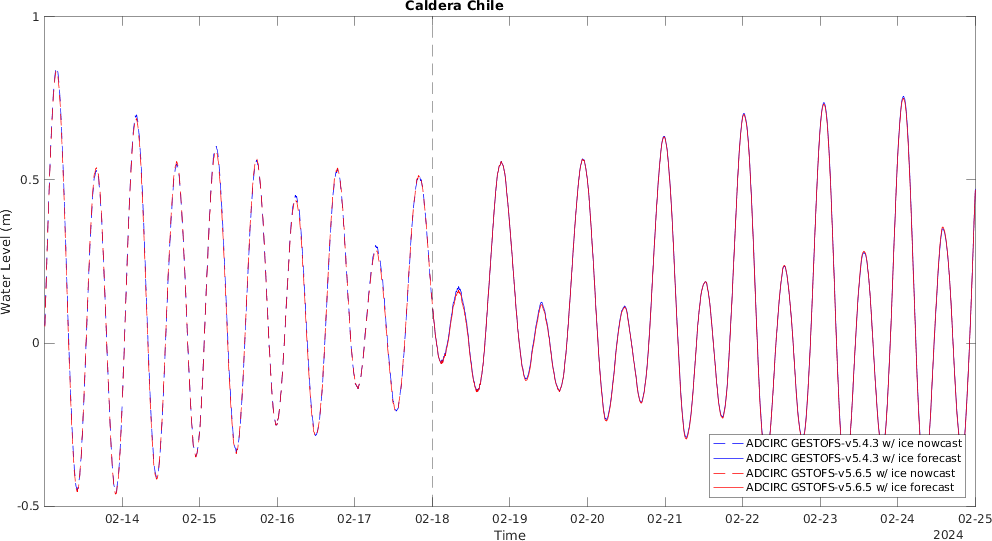 Caldera Chile
1
0.5
0
-0.5
Water Level (m)
02-14 02-15 02-16 02-17 02-18 02-19 02-20 02-21 02-22 02-23 02-24 02-25
Time
2024
ADCIRC GESTOFS-v5.4.3 w/ ice nowcast
ADCIRC GESTOFS-v5.4.3 w/ ice forecast
ADCIRC GSTOFS-v5.6.5 w/ ice nowcast
ADCIRC GSTOFS-v5.6.5 w/ ice forecast